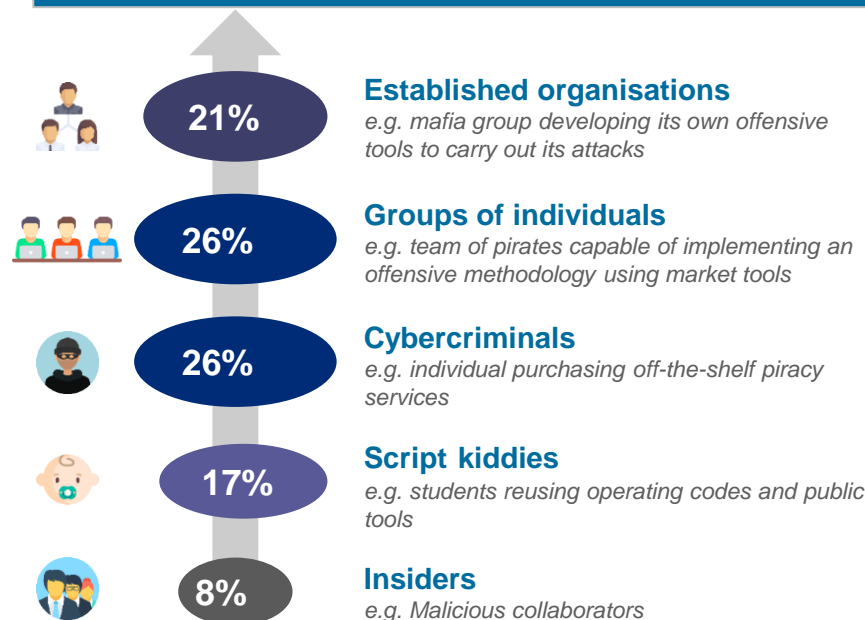 21%
Established organisations
e.g. mafia group developing its own offensive
tools to carry out its attacks
26%
Groups of individuals
e.g. team of pirates capable of implementing an
offensive methodology using market tools
26%
Cybercriminals
e.g. individual purchasing off-the-shelf piracy
services
17%
Script kiddies
e.g. students reusing operating codes and public
tools
8%
Insiders
e.g. Malicious collaborators